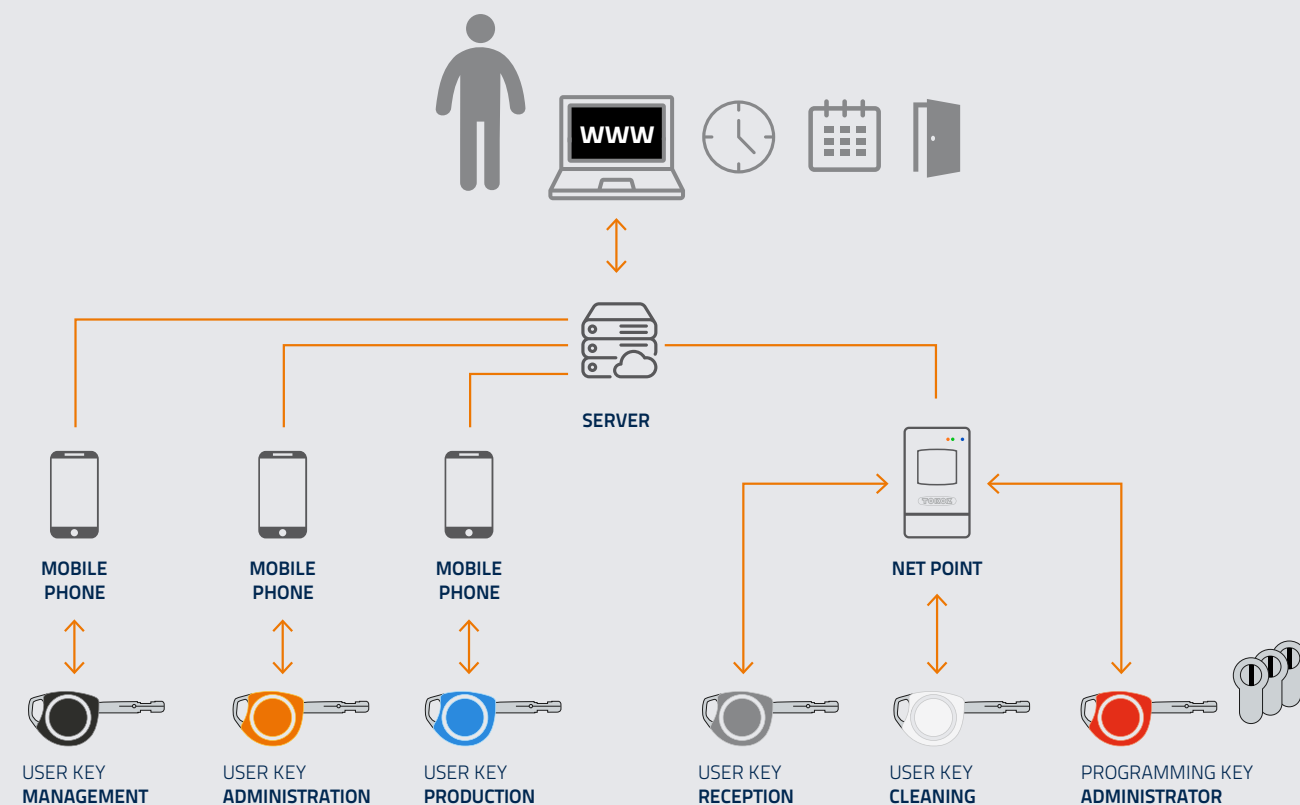 WWW
SERVER
MOBILE
PHONE
MOBILE
PHONE
MOBILE
PHONE
NET POINT
USER KEY
MANAGEMENT
USER KEY
ADMINISTRATION
USER KEY
PRODUCTION
USER KEY
RECEPTION
USER KEY
CLEANING
PROGRAMMING KEY
ADMINISTRATOR